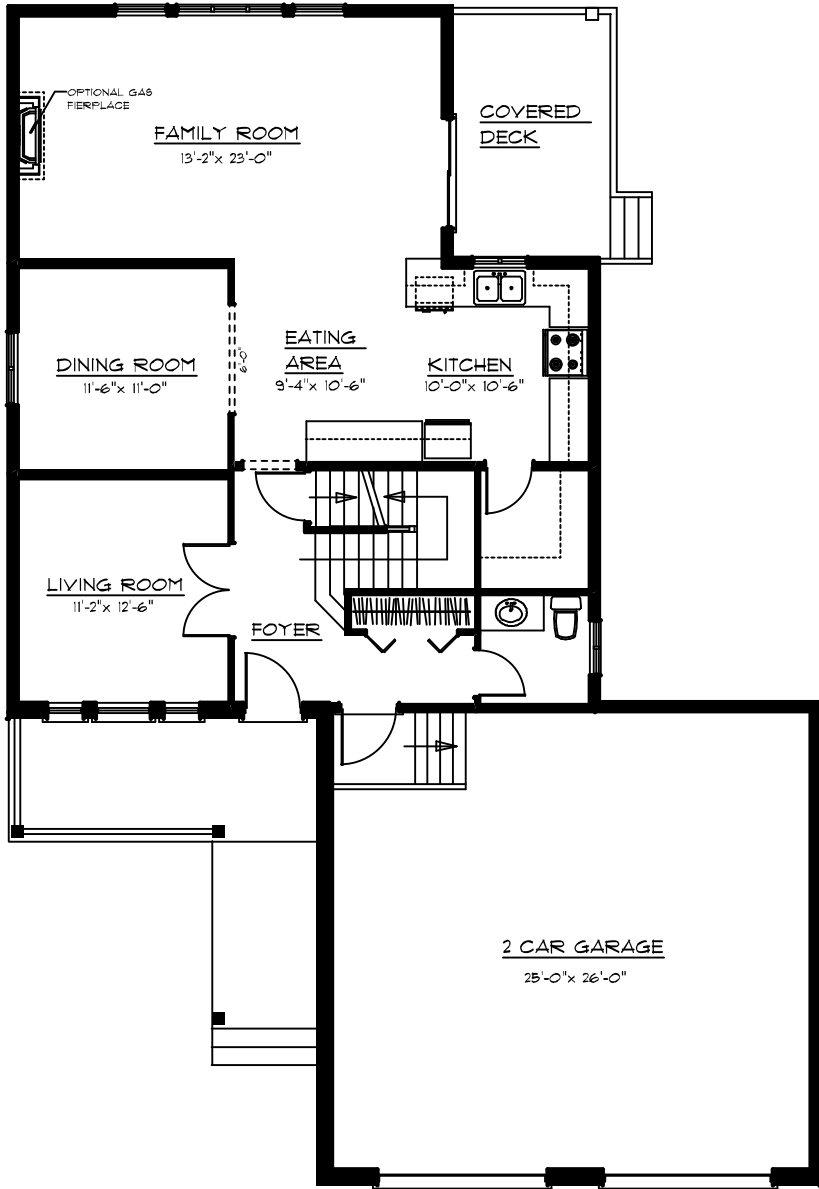 OPTIONAL GAS
FIERPLACE
FAMILY ROOM
13'-2"x 23'-0"
COVERED
DECK
DINING ROOM
11'-6"x 11'-0"
6'-0"
EATING
AREA
9'-4"x 10'-6"
KITCHEN
10'-0"x 10'-6"
LIVING ROOM
11'-2"x 12'-6"
FOYER
2 CAR GARAGE
25'-0"x 26'-0"